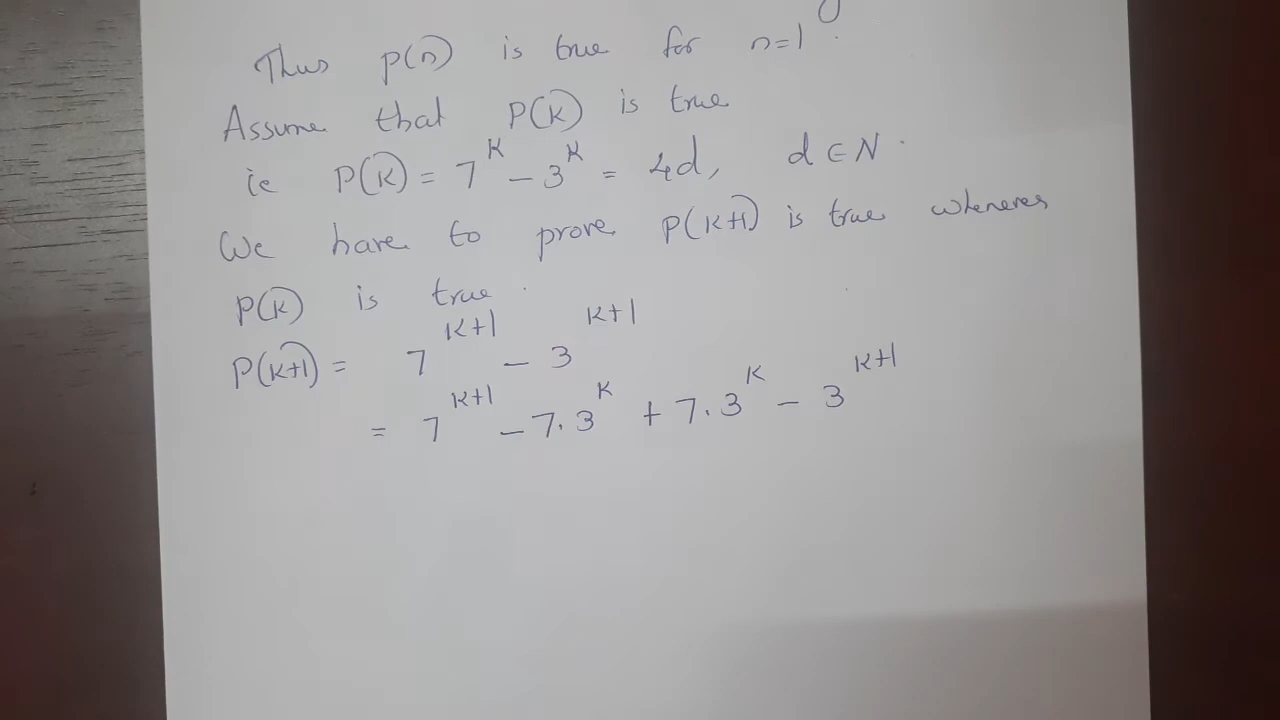 Thus P(n) is true for n=1
Assume that P(k) is true
ie P(k) = 7^k - 3^k = 4d, d ∈ N.
We have to prove P(k+1) is true whenever
P(k) is true.
P(k+1) = 7^{k+1} - 3^{k+1}
= 7^{k+1} - 7.3^k + 7.3^k - 3^{k+1}